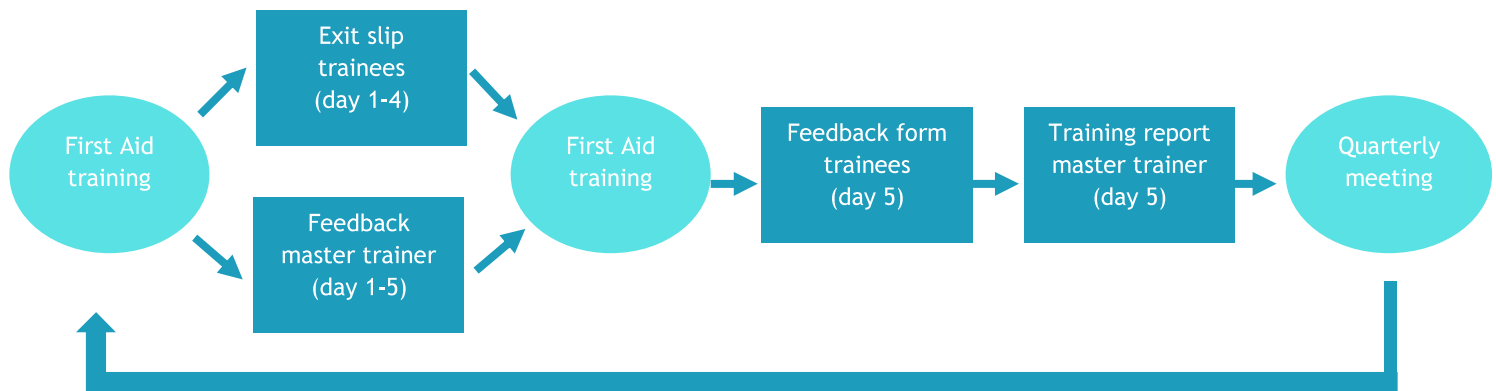 First Aid
training
Exit slip
trainees
(day 1-4)
Feedback
master trainer
(day 1-5)
First Aid
training
Feedback form
trainees
(day 5)
Training report
master trainer
(day 5)
Quarterly
meeting